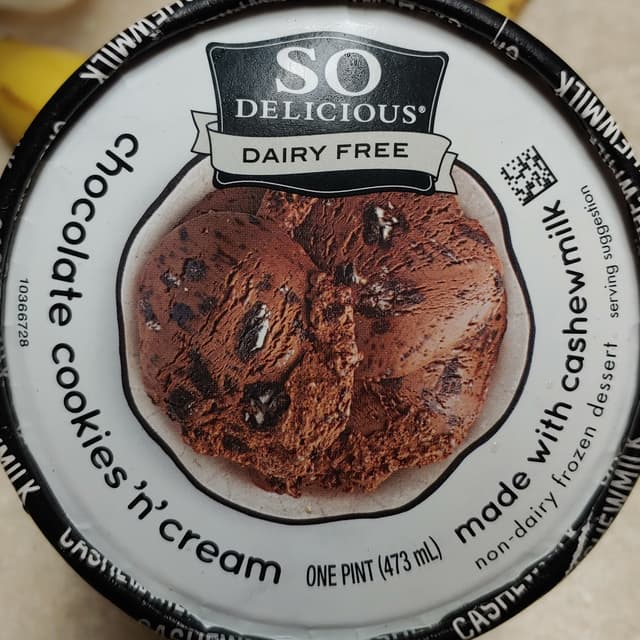 SO
DELICIOUS®
DAIRY FREE
chocolate cookies 'n' cream
ONE PINT (473 mL)
made with cashewmilk
non-dairy frozen dessert
serving suggestion
10366728
CASHEWMILK